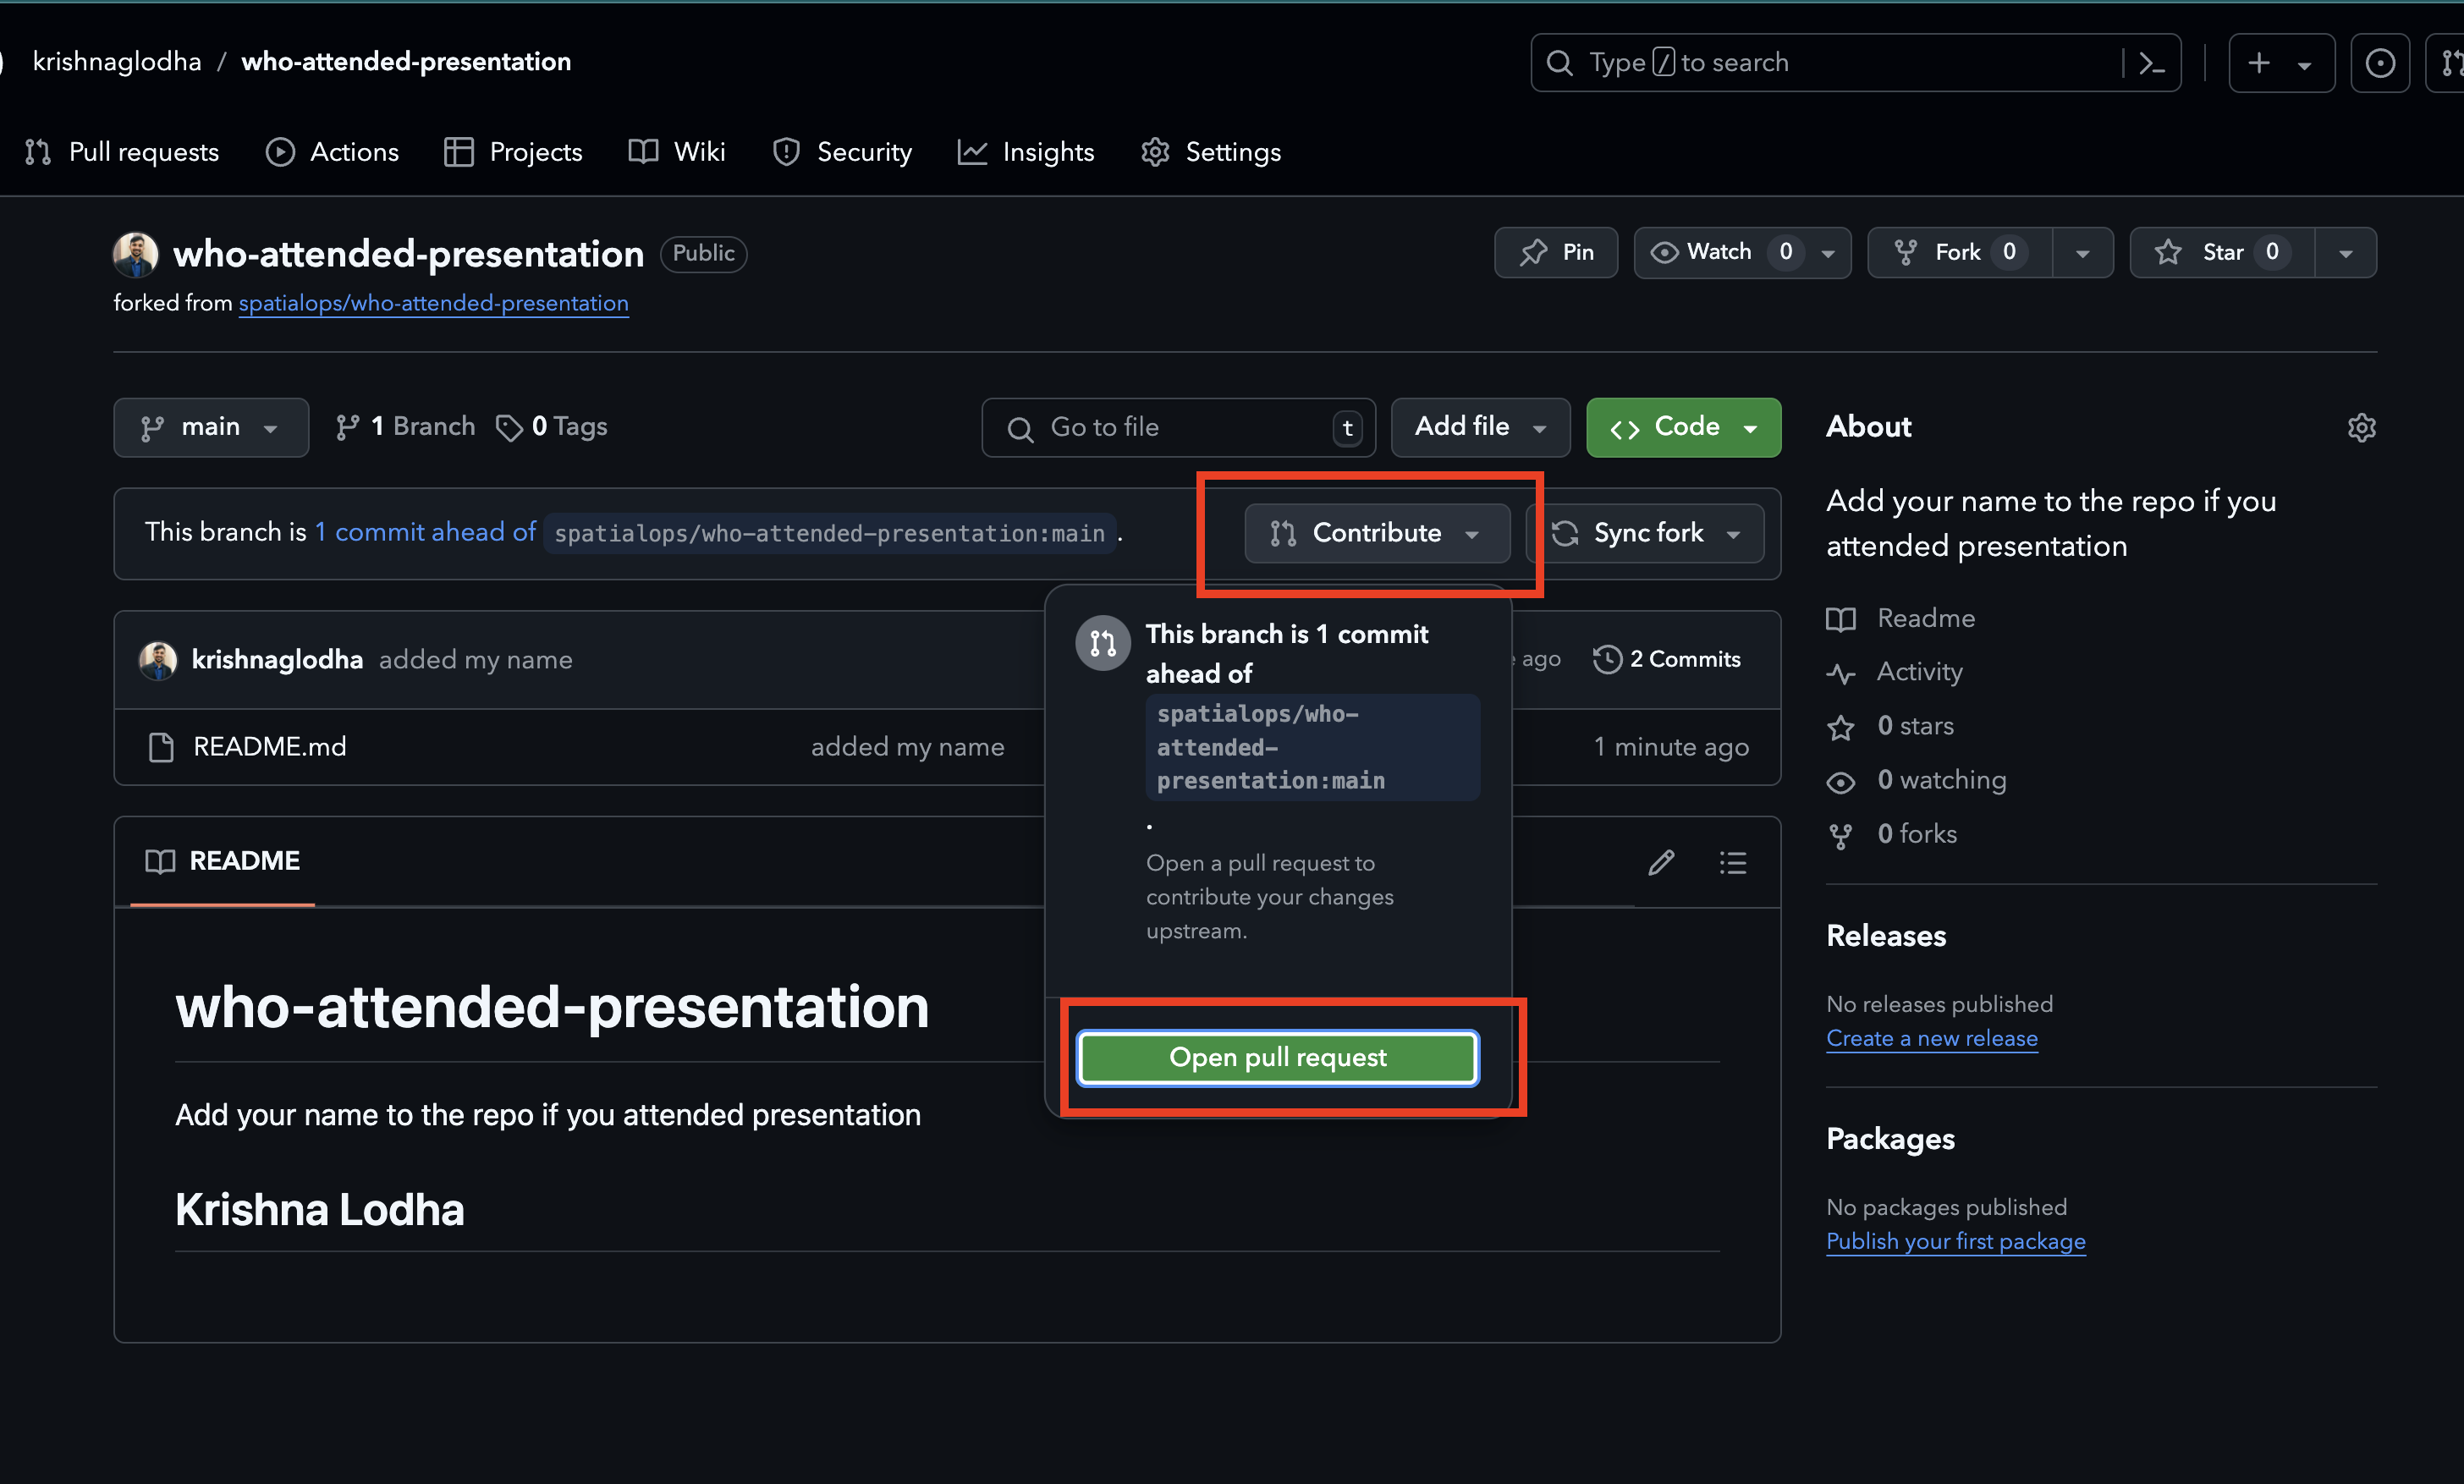 krishnaglodha / who-attended-presentation
Type / to search
Pull requests Actions Projects Wiki Security Insights Settings
who-attended-presentation Public
Pin Watch 0 Fork 0 Star 0
forked from spatialops/who-attended-presentation
main 1 Branch 0 Tags Go to file t Add file Code
This branch is 1 commit ahead of spatialops/who-attended-presentation:main . Contribute Sync fork
krishnaglodha added my name ago 2 Commits
README.md added my name 1 minute ago
This branch is 1 commit
ahead of
spatialops/who-
attended-
presentation:main
.
Open a pull request to
contribute your changes
upstream.
Open pull request
README
who-attended-presentation
Add your name to the repo if you attended presentation
Krishna Lodha
About
Add your name to the repo if you
attended presentation
Readme
Activity
0 stars
0 watching
0 forks
Releases
No releases published
Create a new release
Packages
No packages published
Publish your first package